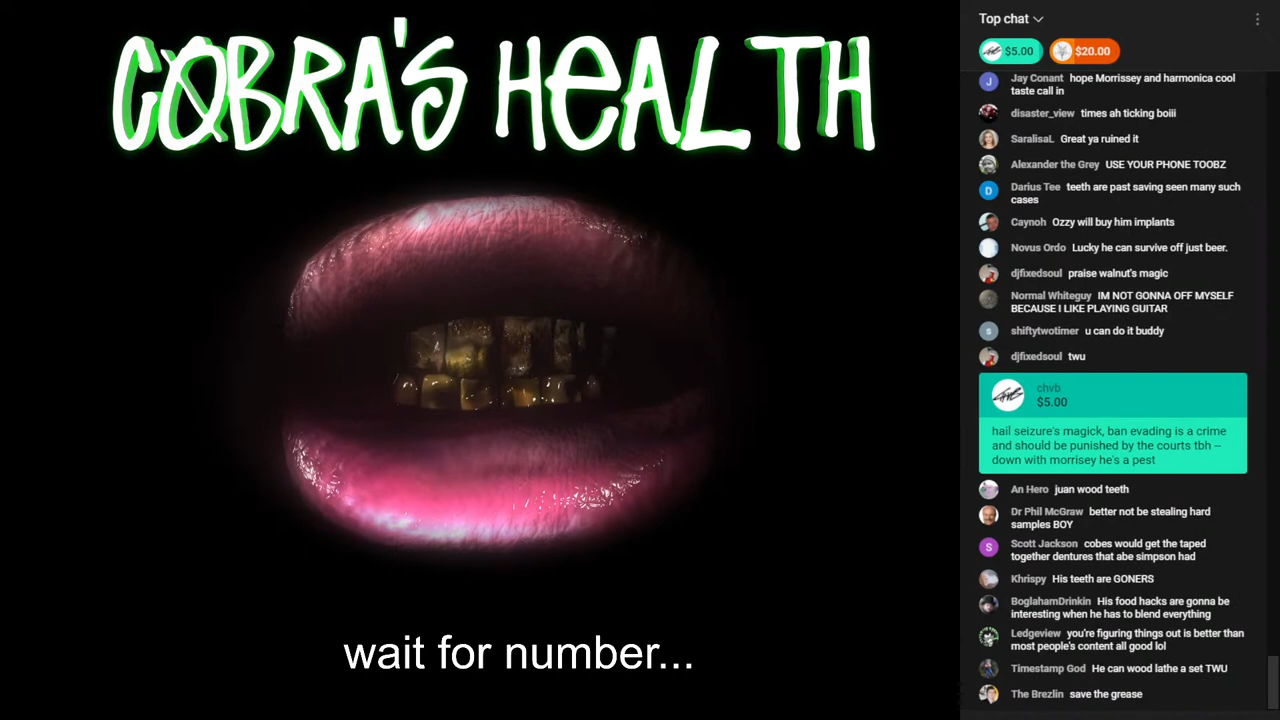 COBRA'S HEALTH
wait for number...
Top chat
$5.00
$20.00
Jay Conant hope Morrissey and harmonica cool
taste call in
disaster_view times ah ticking boiii
SaralisaL Great ya ruined it
Alexander the Grey USE YOUR PHONE TOOBZ
D
Darius Tee teeth are past saving seen many such
cases
Caynoh Ozzy will buy him implants
Novus Ordo Lucky he can survive off just beer.
djfixedsoul praise walnut's magic
Normal Whiteguy IM NOT GONNA OFF MYSELF
BECAUSE I LIKE PLAYING GUITAR
s
shiftytwotimer u can do it buddy
djfixedsoul twu
chvb
$5.00
hail seizure's magick, ban evading is a crime
and should be punished by the courts tbh --
down with morrisey he's a pest
An Hero juan wood teeth
Dr Phil McGraw better not be stealing hard
samples BOY
S
Scott Jackson cobes would get the taped
together dentures that abe simpson had
Khrispy His teeth are GONERS
BoglahamDrinkin His food hacks are gonna be
interesting when he has to blend everything
Ledgeview you're figuring things out is better than
most people's content all good lol
Timestamp God He can wood lathe a set TWU
The Brezlin save the grease